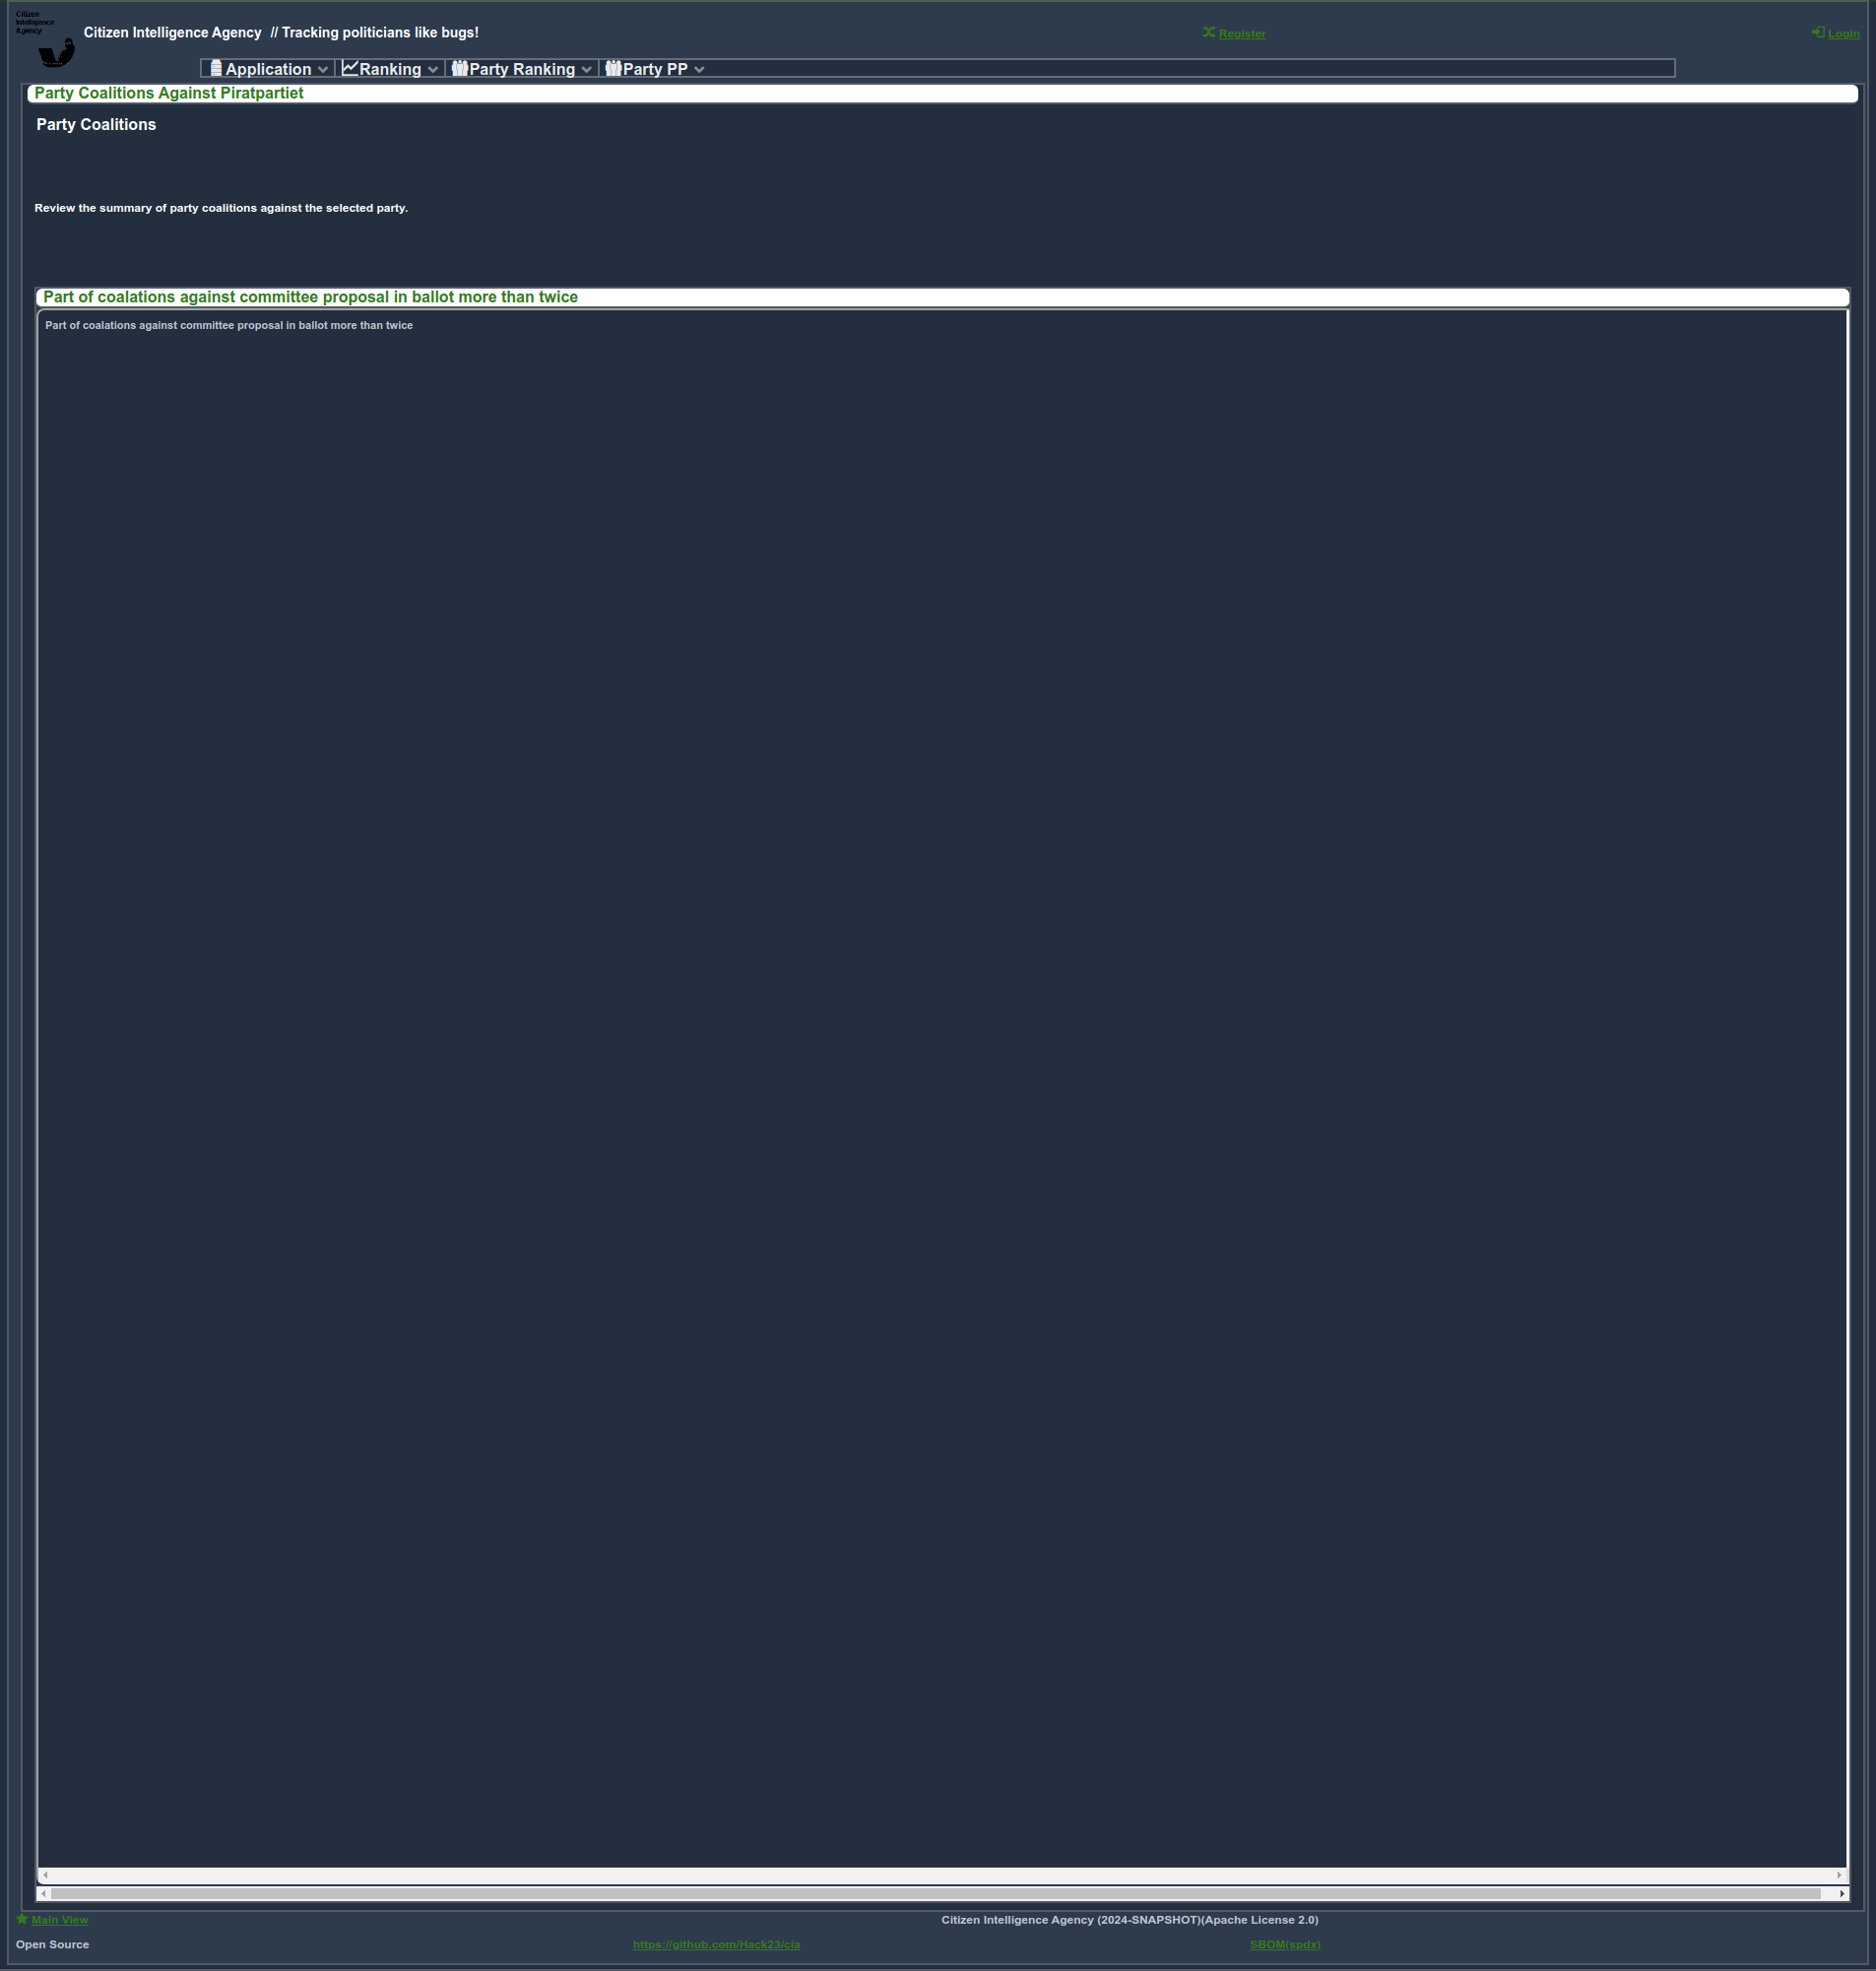 Citizen
Intelligence
Agency
Citizen Intelligence Agency // Tracking politicians like bugs!
Register
Login
Application
Ranking
Party Ranking
Party PP
Party Coalitions Against Piratpartiet
Party Coalitions
Review the summary of party coalitions against the selected party.
Part of coalations against committee proposal in ballot more than twice
Part of coalations against committee proposal in ballot more than twice
Main View
Citizen Intelligence Agency (2024-SNAPSHOT)(Apache License 2.0)
Open Source
https://github.com/Hack23/cia
SBOM(spdx)